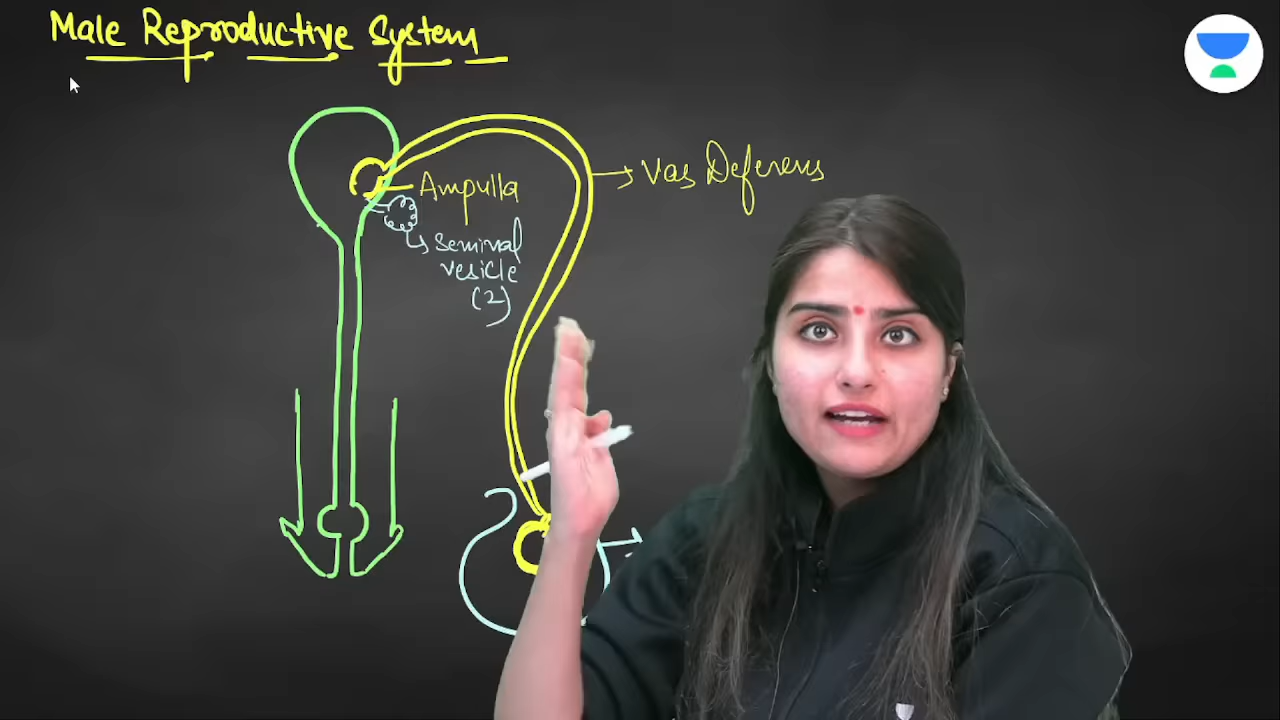 Male Reproductive System
Vas Deferens
Ampulla
Seminal
vesicle
(2)